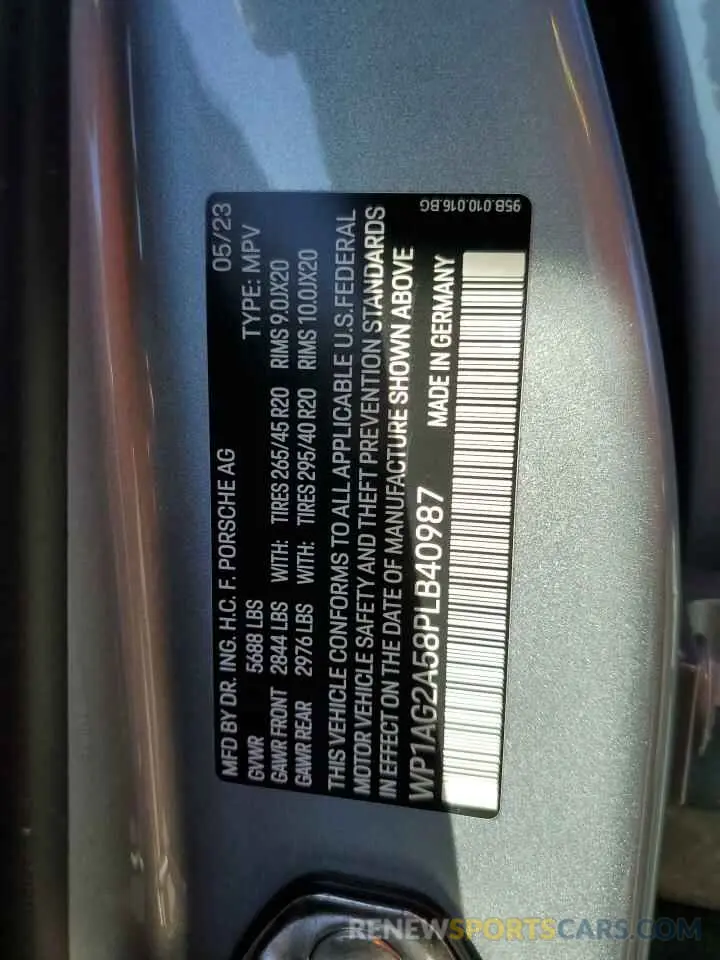 MFD BY DR. ING. H.C. F. PORSCHE AG 05/23
GVWR 5688 LBS TYPE: MPV
GAWR FRONT 2844 LBS WITH: TIRES 265/45 R20 RIMS 9.0JX20
GAWR REAR 2976 LBS WITH: TIRES 295/40 R20 RIMS 10.0JX20
THIS VEHICLE CONFORMS TO ALL APPLICABLE U.S.FEDERAL
MOTOR VEHICLE SAFETY AND THEFT PREVENTION STANDARDS
IN EFFECT ON THE DATE OF MANUFACTURE SHOWN ABOVE
WP1AG2A58PLB40987 MADE IN GERMANY
95B.010.016.BG
RENEWSPORTSCARS.COM